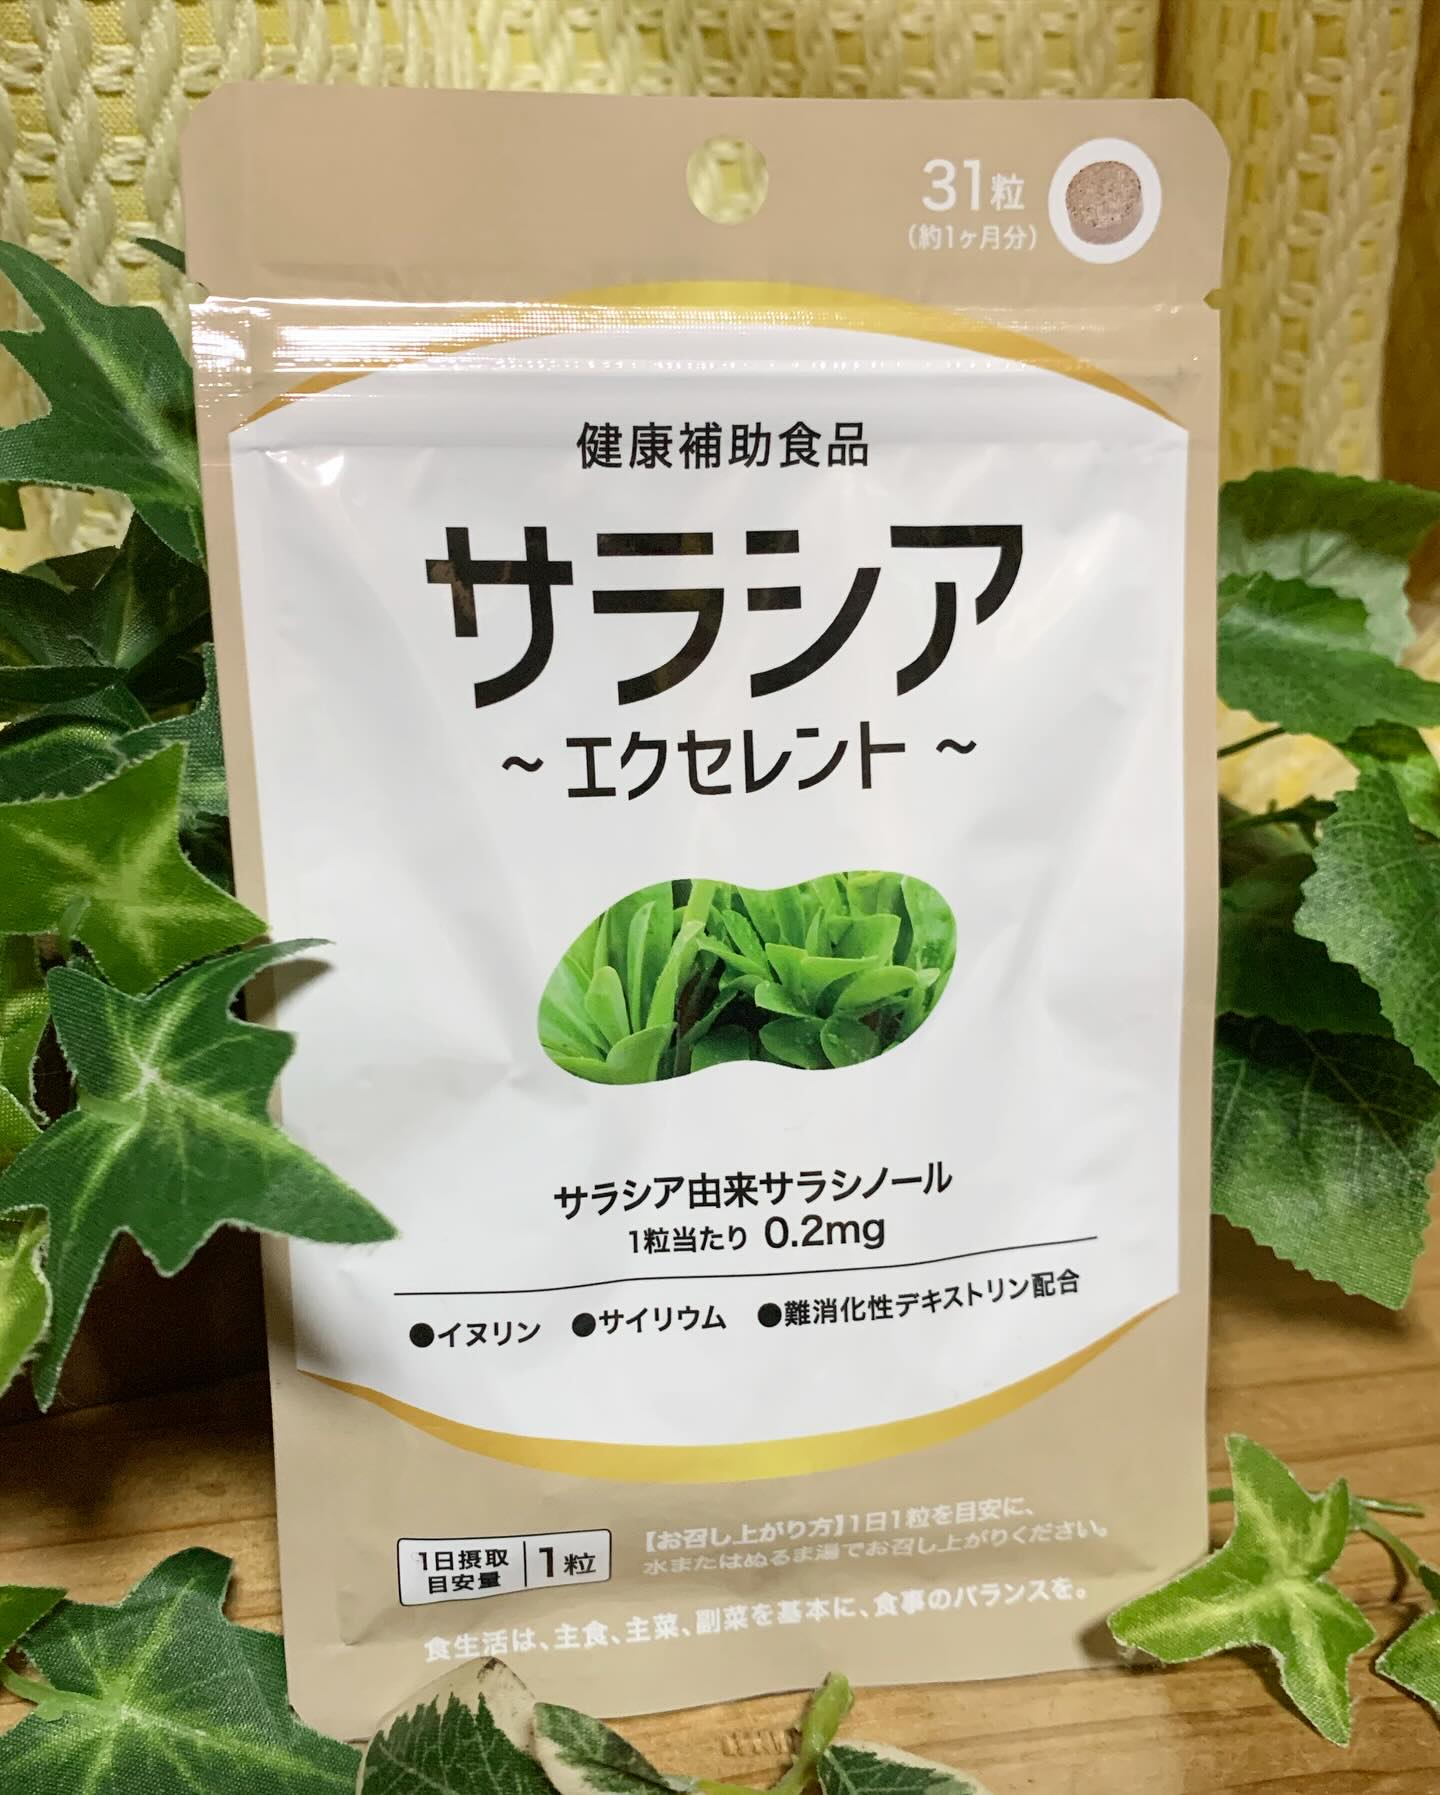 31粒
(約1ヶ月分)
健康補助食品
サラシア
~エクセレント~
サラシア由来サラシノール
1粒当たり 0.2mg
●イヌリン ●サイリウム ●難消化性デキストリン配合
1日摂取
目安量
1粒
【お召し上がり方】1日1粒を目安に、
水またはぬるま湯でお召し上がりください。
食生活は、主食、主菜、副菜を基本に、食事のバランスを。